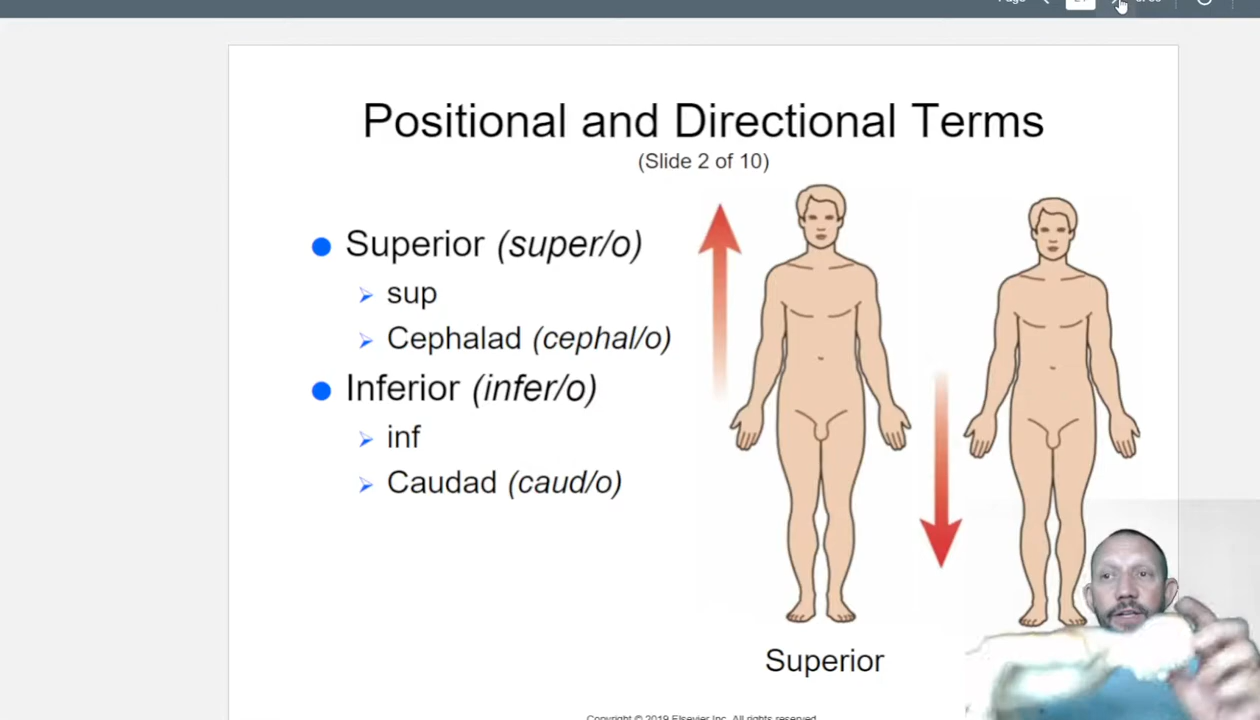 Positional and Directional Terms
(Slide 2 of 10)
Superior (super/o)
sup
Cephalad (cephal/o)
Inferior (infer/o)
inf
Caudad (caud/o)
Superior
Copyright © 2019 Elsevier Inc. All rights reserved